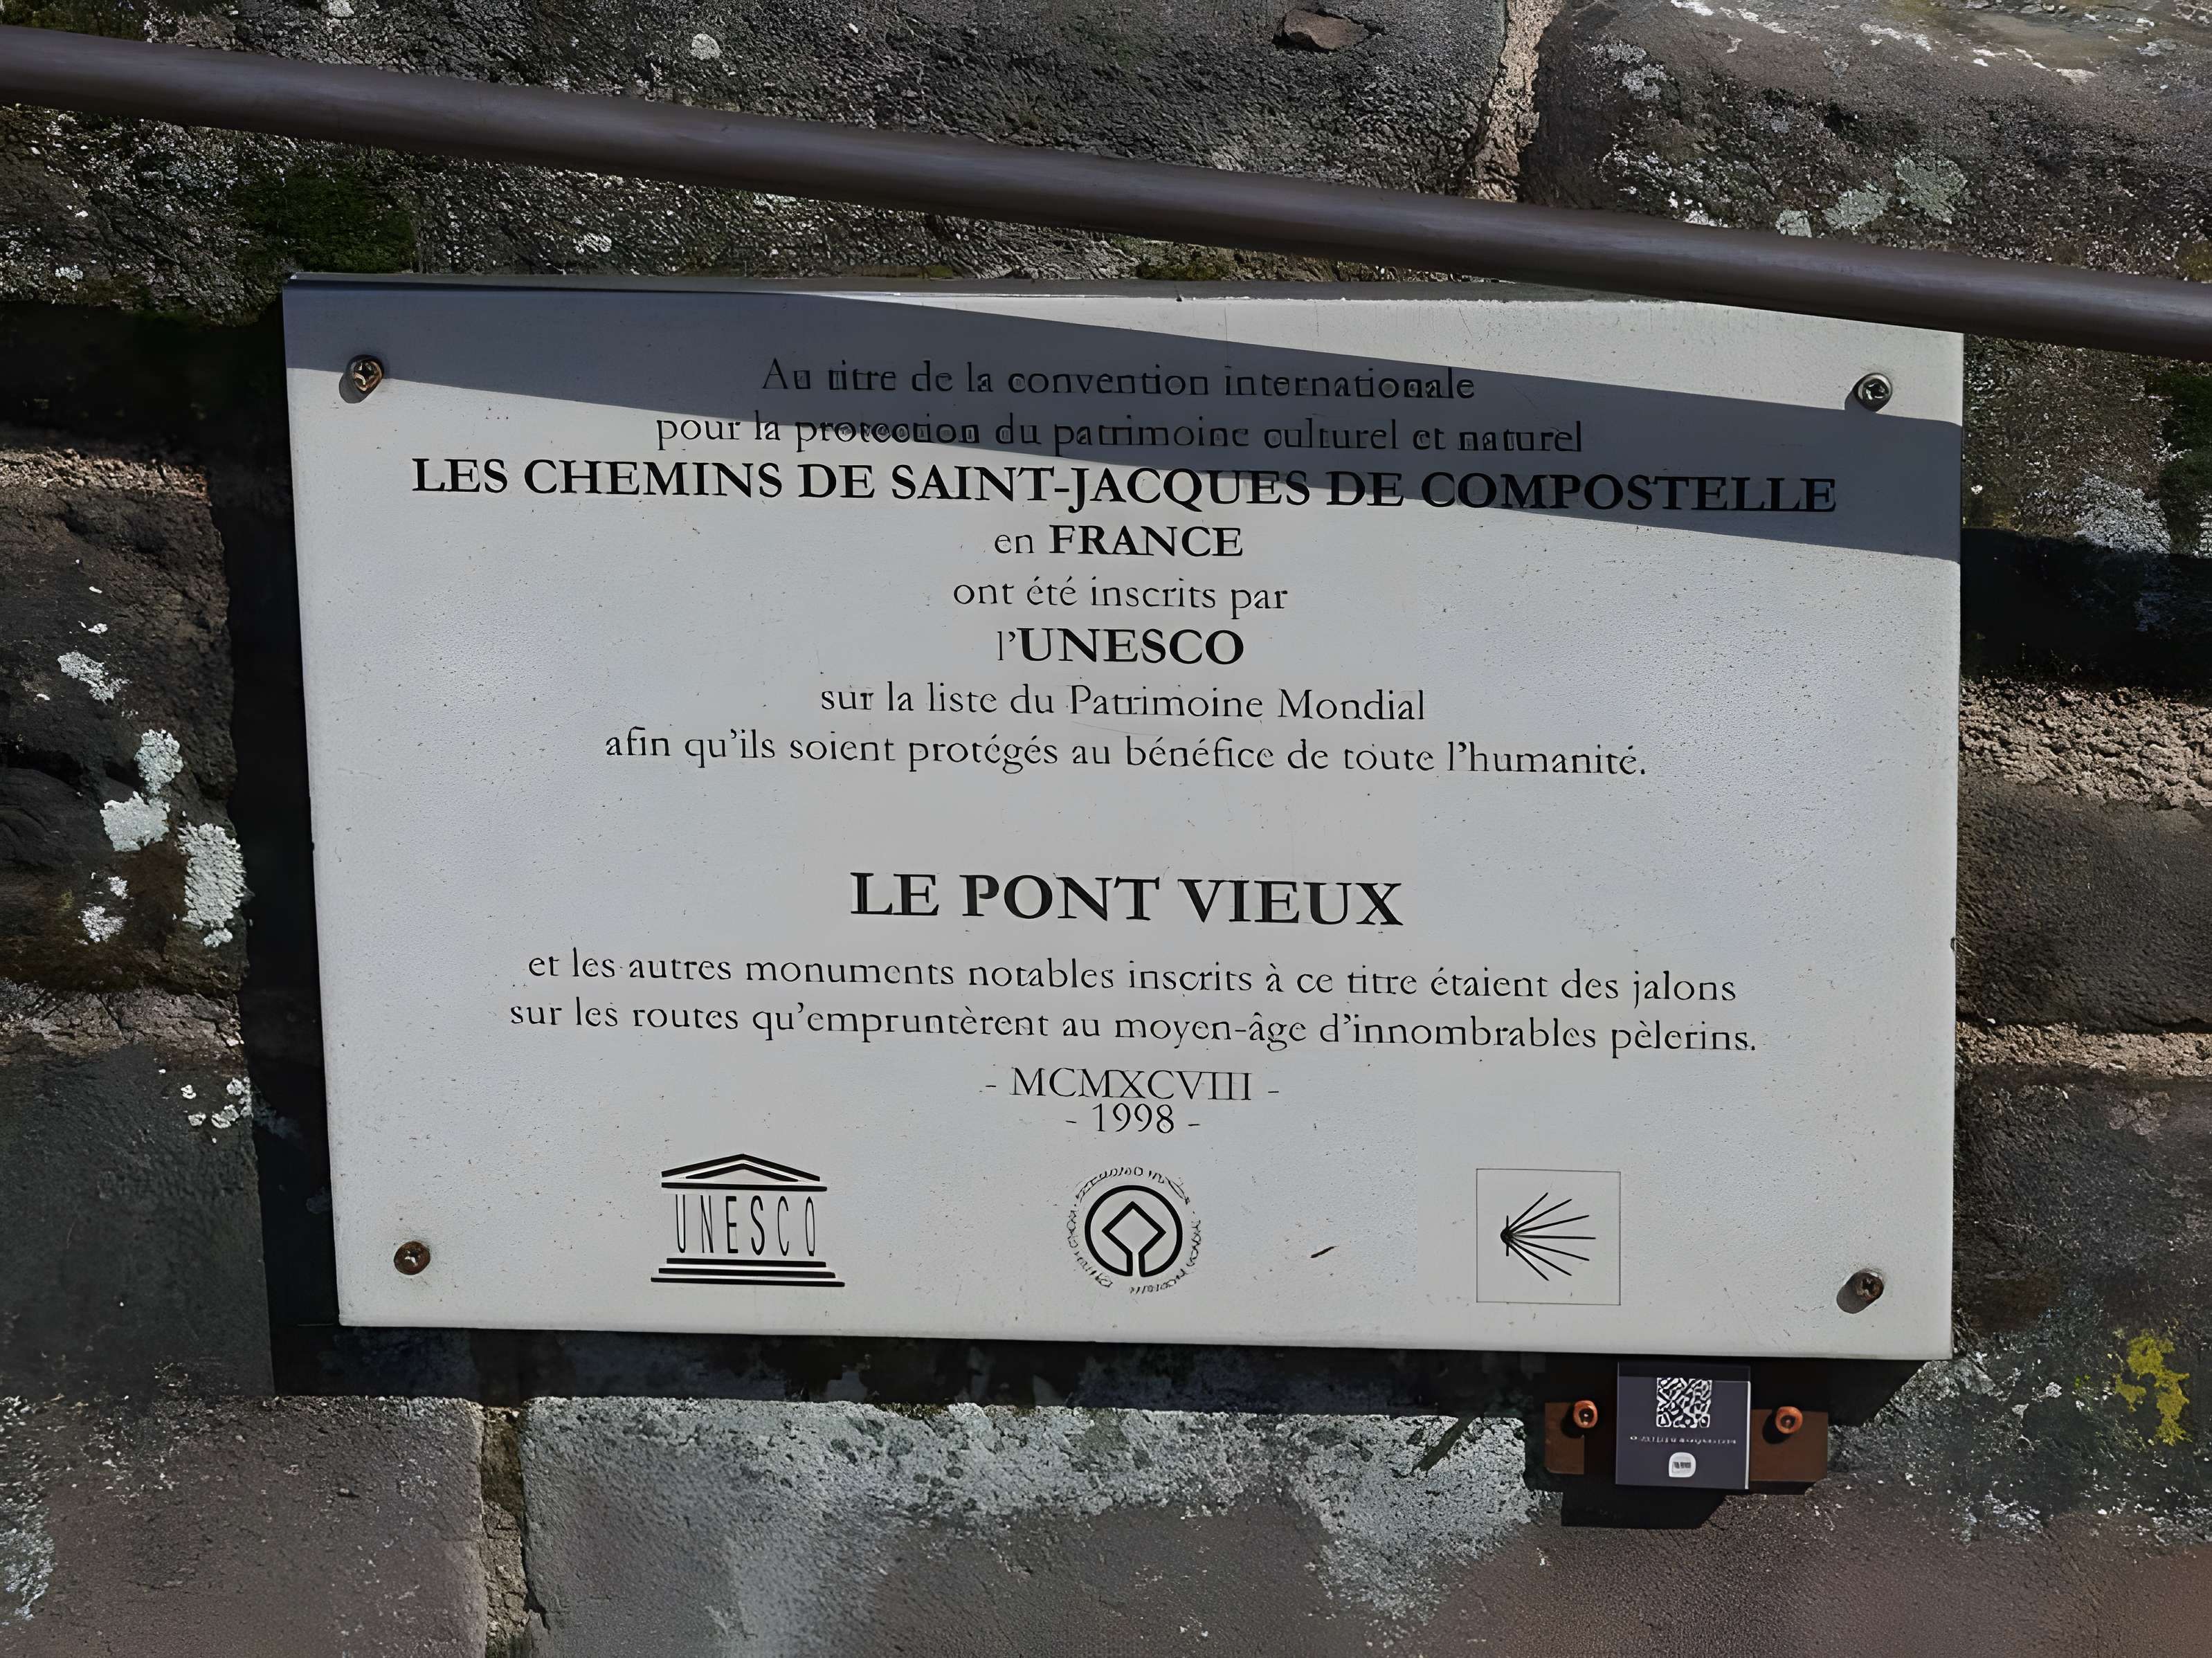 Au titre de la convention internationale
pour la protection du patrimoine culturel et naturel
LES CHEMINS DE SAINT-JACQUES DE COMPOSTELLE
en FRANCE
ont été inscrits par
l'UNESCO
sur la liste du Patrimoine Mondial
afin qu'ils soient protégés au bénéfice de toute l'humanité.
LE PONT VIEUX
et les autres monuments notables inscrits à ce titre étaient des jalons
sur les routes qu'empruntèrent au moyen-âge d'innombrables pèlerins.
- MCMXCVIII -
- 1998 -
UNESCO